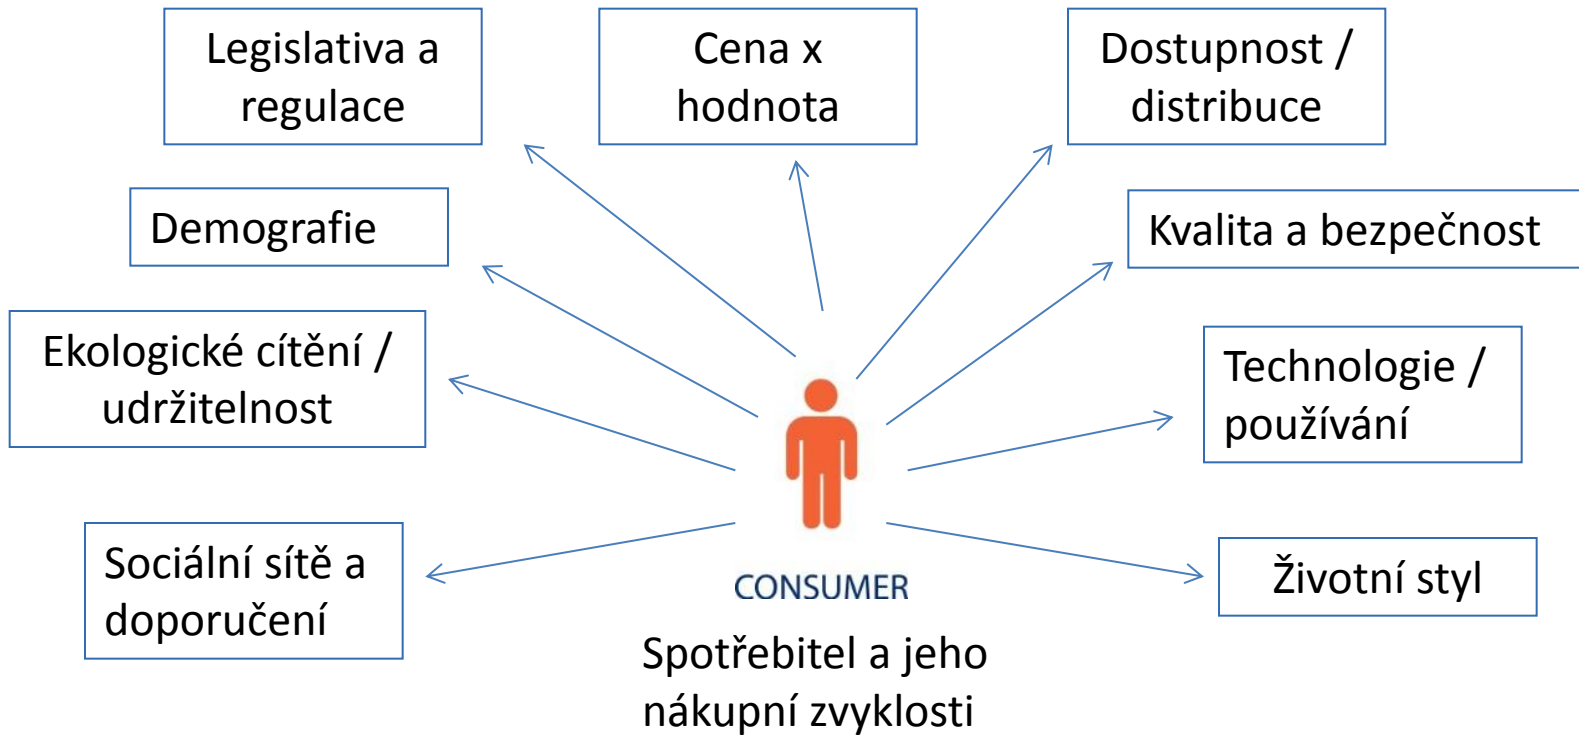 Legislativa a
regulace
Cena x
hodnota
Dostupnost /
distribuce
Demografie
Kvalita a bezpečnost
Ekologické cítění /
udržitelnost
Technologie /
používání
Sociální sítě a
doporučení
Životní styl
CONSUMER
Spotřebitel a jeho
nákupní zvyklosti